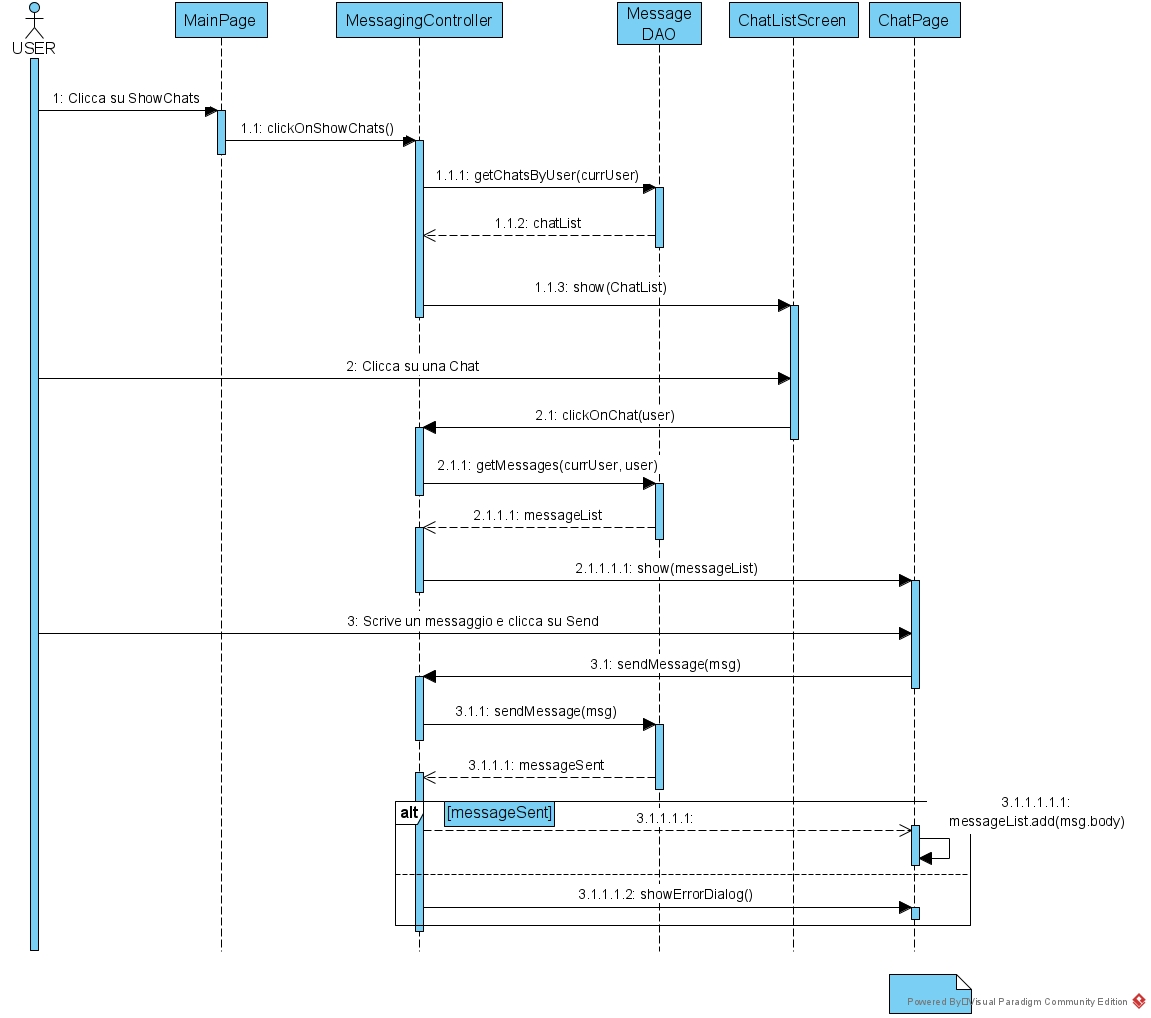 USER
MainPage
MessagingController
Message
DAO
ChatListScreen
ChatPage
1: Clicca su ShowChats
1.1: clickOnShowChats()
1.1.1: getChatsByUser(currUser)
1.1.2: chatList
1.1.3: show(ChatList)
2: Clicca su una Chat
2.1: clickOnChat(user)
2.1.1: getMessages(currUser, user)
2.1.1.1: messageList
2.1.1.1.1: show(messageList)
3: Scrive un messaggio e clicca su Send
3.1: sendMessage(msg)
3.1.1: sendMessage(msg)
3.1.1.1: messageSent
alt
[messageSent]
3.1.1.1.1:
3.1.1.1.1.1:
messageList.add(msg.body)
3.1.1.1.2: showErrorDialog()
Powered By Visual Paradigm Community Edition